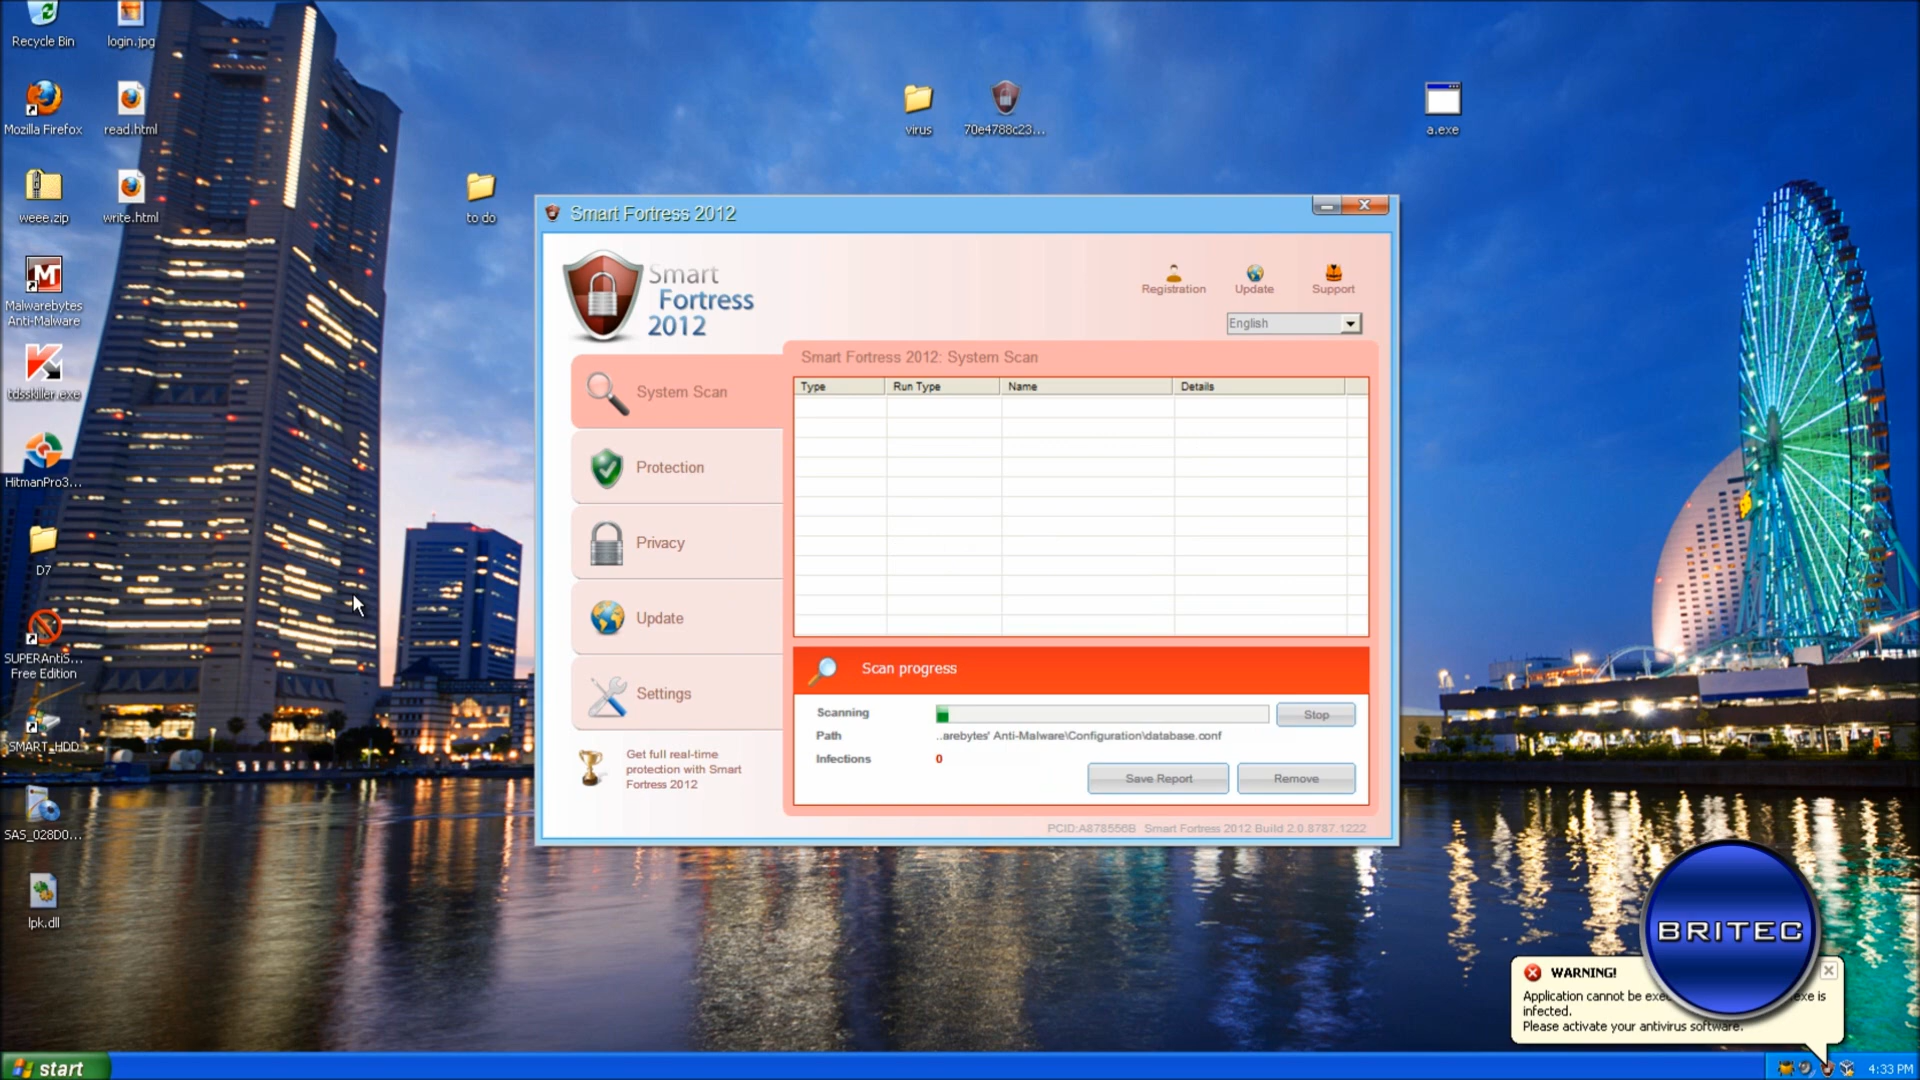 Recycle Bin
login.jpg
Mozilla Firefox
read.html
virus
70e4788c23...
a.exe
weee.zip
write.html
to do
Malwarebytes
Anti-Malware
tdsskiller.exe
HitmanPro3...
D7
SUPERAntiS...
Free Edition
SMART_HDD
SAS_028D0...
lpk.dll
Smart Fortress 2012
Smart
Fortress
2012
Registration
Update
Support
English
System Scan
Protection
Privacy
Update
Settings
Get full real-time
protection with Smart
Fortress 2012
Smart Fortress 2012: System Scan
Type Run Type Name Details
Scan progress
Scanning
Stop
Path ..arebytes' Anti-Malware\Configuration\database.conf
Infections 0
Save Report
Remove
PCID:A878556B Smart Fortress 2012 Build 2.0.8787.1222
BRITEC
WARNING!
Application cannot be exe is
infected.
Please activate your antivirus software.
start
4:33 PM